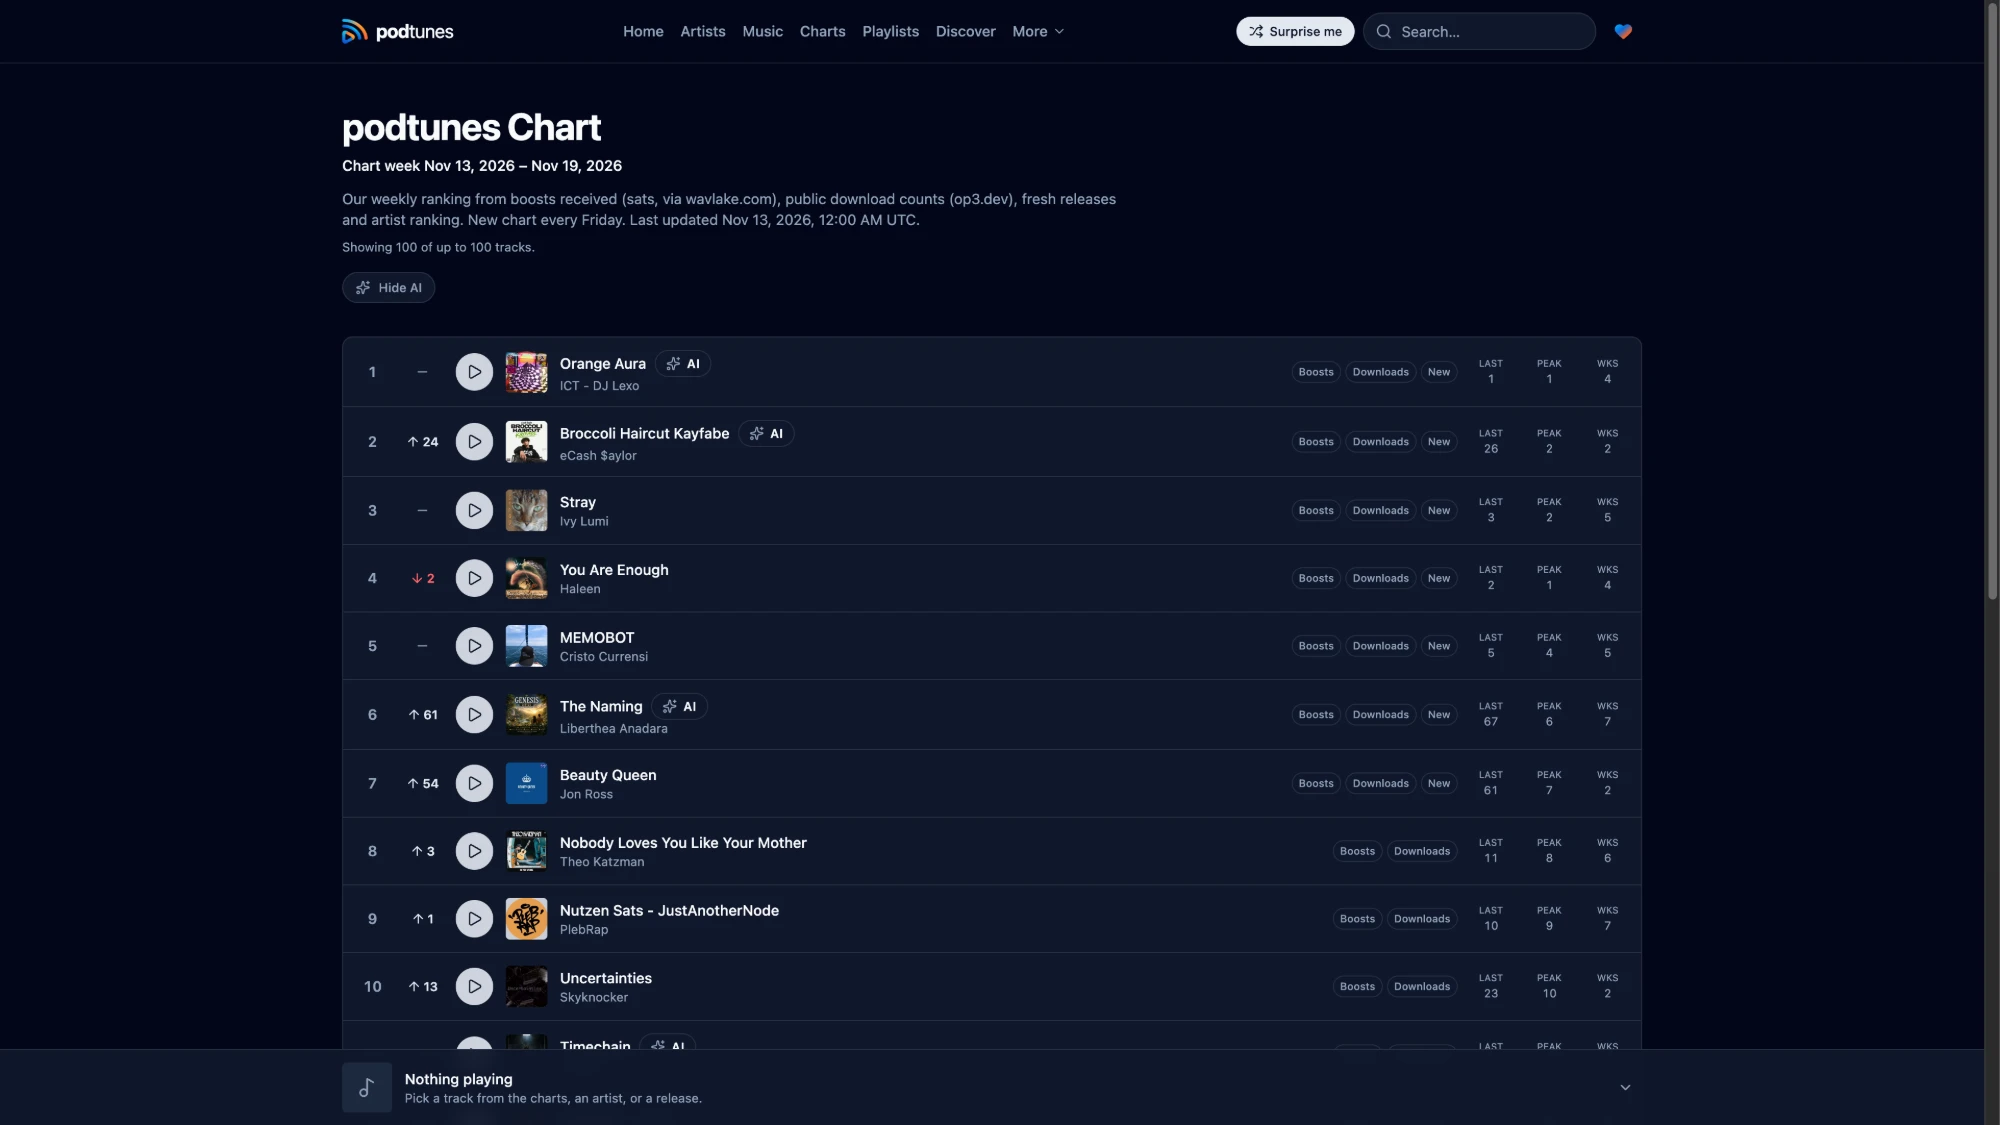 podtunes
Home Artists Music Charts Playlists Discover More
Surprise me
Search...
podtunes Chart
Chart week Nov 13, 2026 – Nov 19, 2026
Our weekly ranking from boosts received (sats, via wavlake.com), public download counts (op3.dev), fresh releases
and artist ranking. New chart every Friday. Last updated Nov 13, 2026, 12:00 AM UTC.
Showing 100 of up to 100 tracks.
Hide AI
1 – Orange Aura AI
ICT - DJ Lexo
Boosts Downloads New LAST 1 PEAK 1 WKS 4
2 ↑ 24 Broccoli Haircut Kayfabe AI
eCash $aylor
Boosts Downloads New LAST 26 PEAK 2 WKS 2
3 – Stray
Ivy Lumi
Boosts Downloads New LAST 3 PEAK 2 WKS 5
4 ↓ 2 You Are Enough
Haleen
Boosts Downloads New LAST 2 PEAK 1 WKS 4
5 – MEMOBOT
Cristo Currensi
Boosts Downloads New LAST 5 PEAK 4 WKS 5
6 ↑ 61 The Naming AI
Liberthea Anadara
Boosts Downloads New LAST 67 PEAK 6 WKS 7
7 ↑ 54 Beauty Queen
Jon Ross
Boosts Downloads New LAST 61 PEAK 7 WKS 2
8 ↑ 3 Nobody Loves You Like Your Mother
Theo Katzman
Boosts Downloads LAST 11 PEAK 8 WKS 6
9 ↑ 1 Nutzen Sats - JustAnotherNode
PlebRap
Boosts Downloads LAST 10 PEAK 9 WKS 7
10 ↑ 13 Uncertainties
Skyknocker
Boosts Downloads LAST 23 PEAK 10 WKS 2
Timechain AI
LAST PEAK WKS
Nothing playing
Pick a track from the charts, an artist, or a release.